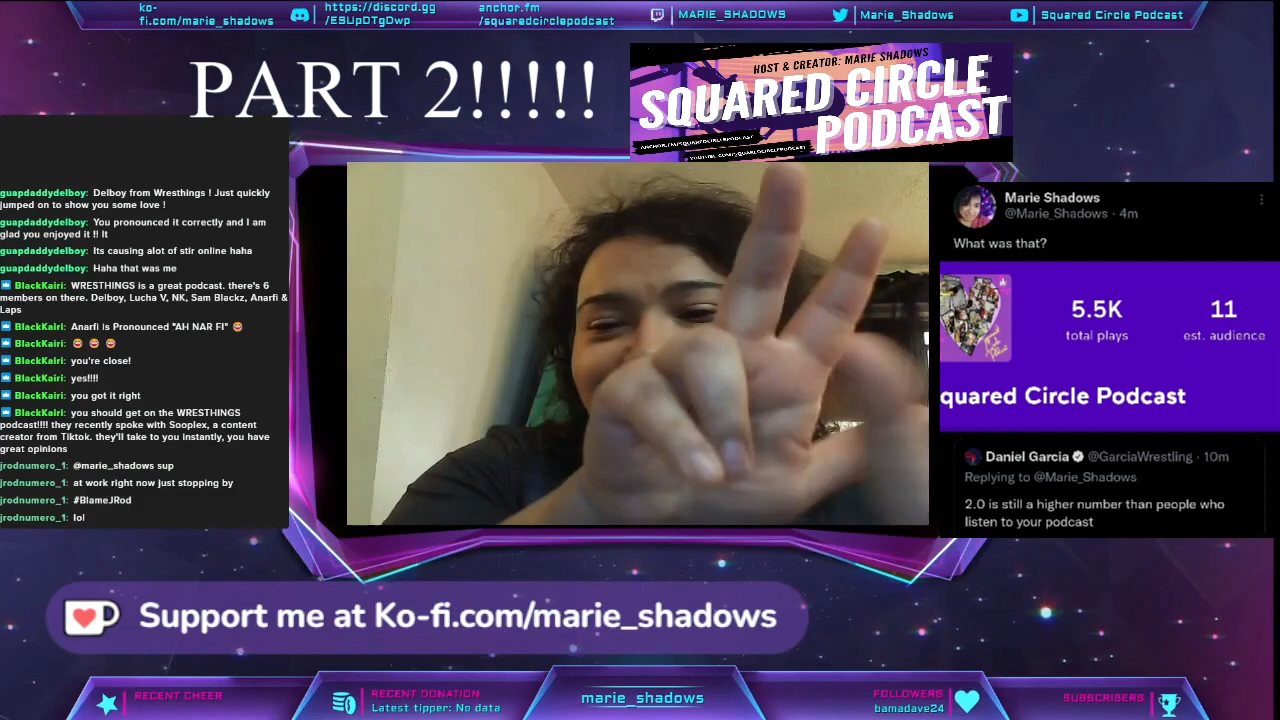 ko-
fi.com/marie_shadows
https://discord.gg
/ESUpDTgDwp
anchor.fm
/squaredcirclepodcast
MARIE_SHADOWS
Marie_Shadows
Squared Circle Podcast
PART 2!!!!!
HOST & CREATOR: MARIE SHADOWS
SQUARED CIRCLE
PODCAST
ANCHOR.FM/SQUAREDCIRCLEPODCAST
YOUTUBE.COM/SQUAREDCIRCLEPODCAST
guapdaddydelboy: Delboy from Wresthings ! Just quickly
jumped on to show you some love !
guapdaddydelboy: You pronounced it correctly and I am
glad you enjoyed it !! It
guapdaddydelboy: Its causing alot of stir online haha
guapdaddydelboy: Haha that was me
BlackKairi: WRESTHINGS is a great podcast. there's 6
members on there. Delboy, Lucha V, NK, Sam Blackz, Anarfi &
Laps
BlackKairi: Anarfi is Pronounced "AH NAR FI" 😍
BlackKairi: 😍 😍 😍
BlackKairi: you're close!
BlackKairi: yes!!!!
BlackKairi: you got it right
BlackKairi: you should get on the WRESTHINGS
podcast!!!! they recently spoke with Sooplex, a content
creator from Tiktok. they'll take to you instantly, you have
great opinions
jrodnumero_1: @marie_shadows sup
jrodnumero_1: at work right now just stopping by
jrodnumero_1: #BlameJRod
jrodnumero_1: lol
Marie Shadows
@Marie_Shadows · 4m
What was that?
5.5K
total plays
11
est. audience
quared Circle Podcast
Daniel Garcia @GarciaWrestling · 10m
Replying to @Marie_Shadows
2.0 is still a higher number than people who
listen to your podcast
Support me at Ko-fi.com/marie_shadows
RECENT CHEER
RECENT DONATION
Latest tipper: No data
marie_shadows
FOLLOWERS
bamadave24
SUBSCRIBERS